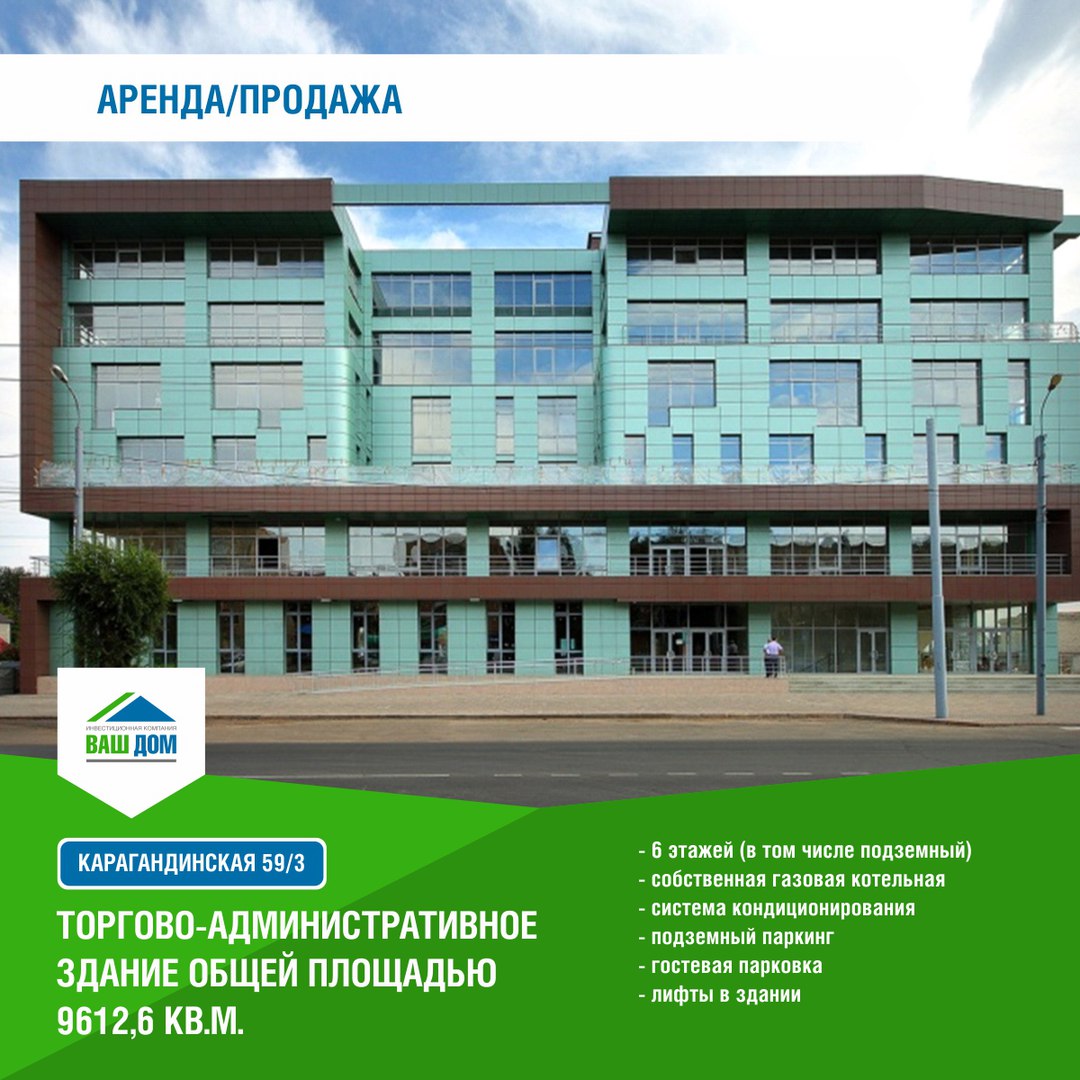 АРЕНДА/ПРОДАЖА
ИНВЕСТИЦИОННАЯ КОМПАНИЯ
ВАШ ДОМ
КАРАГАНДИНСКАЯ 59/3
ТОРГОВО-АДМИНИСТРАТИВНОЕ
ЗДАНИЕ ОБЩЕЙ ПЛОЩАДЬЮ
9612,6 КВ.М.
- 6 этажей (в том числе подземный)
- собственная газовая котельная
- система кондиционирования
- подземный паркинг
- гостевая парковка
- лифты в здании